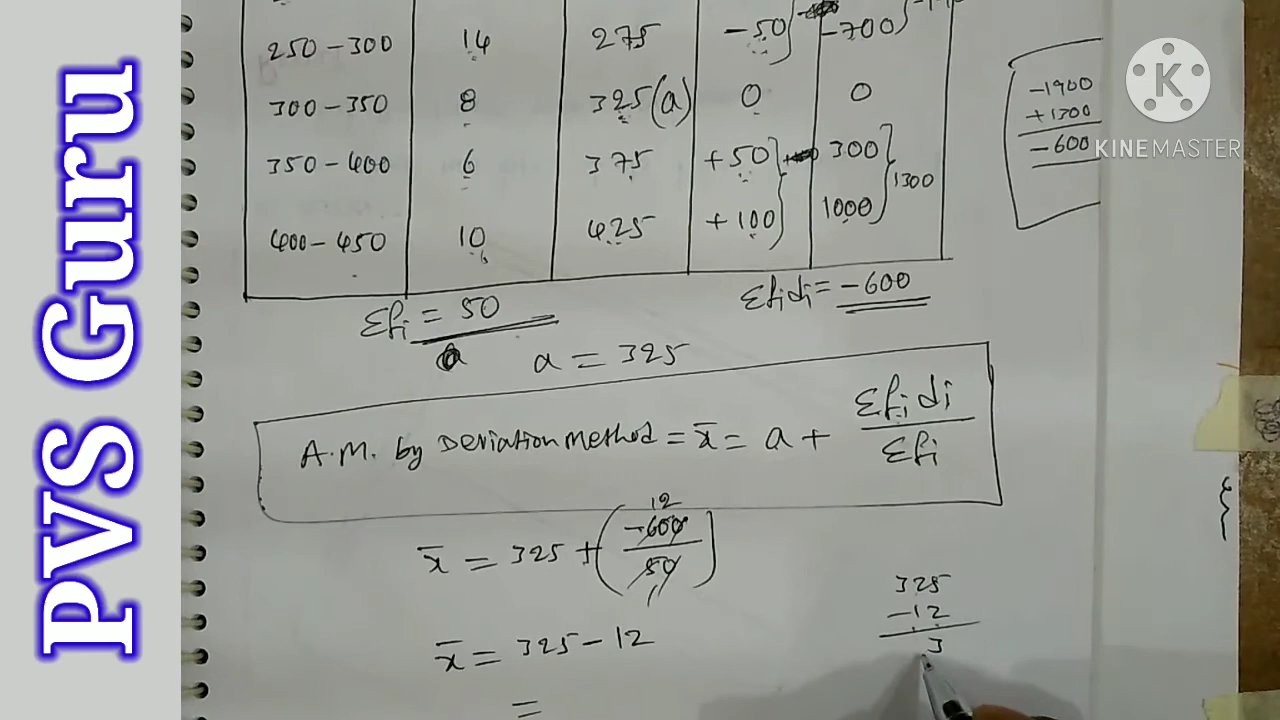 PVS Guru
250-300 14 275 -50 -700
300-350 8 325(a) 0 0
350-400 6 375 +50 300
1300
400-450 10 425 +100 1000
-1900
+1300
-600
KINEMASTER
Σfi = 50 Σfidi = -600
a = 325
A.M. by Deviation method = x̄ = a + Σfidi
Σfi
12
x̄ = 325 + (-600
50)
x̄ = 325 - 12
=
325
-12
3